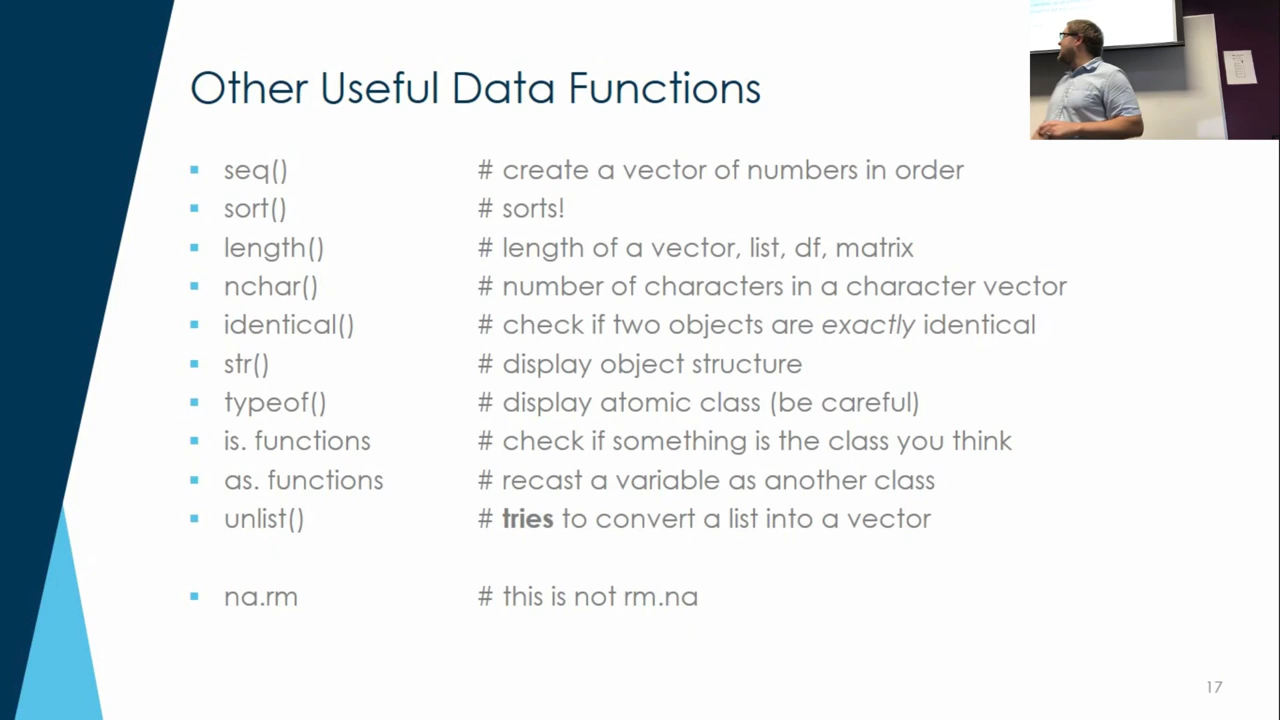 Other Useful Data Functions
seq() # create a vector of numbers in order
sort() # sorts!
length() # length of a vector, list, df, matrix
nchar() # number of characters in a character vector
identical() # check if two objects are exactly identical
str() # display object structure
typeof() # display atomic class (be careful)
is. functions # check if something is the class you think
as. functions # recast a variable as another class
unlist() # tries to convert a list into a vector
na.rm # this is not rm.na
17